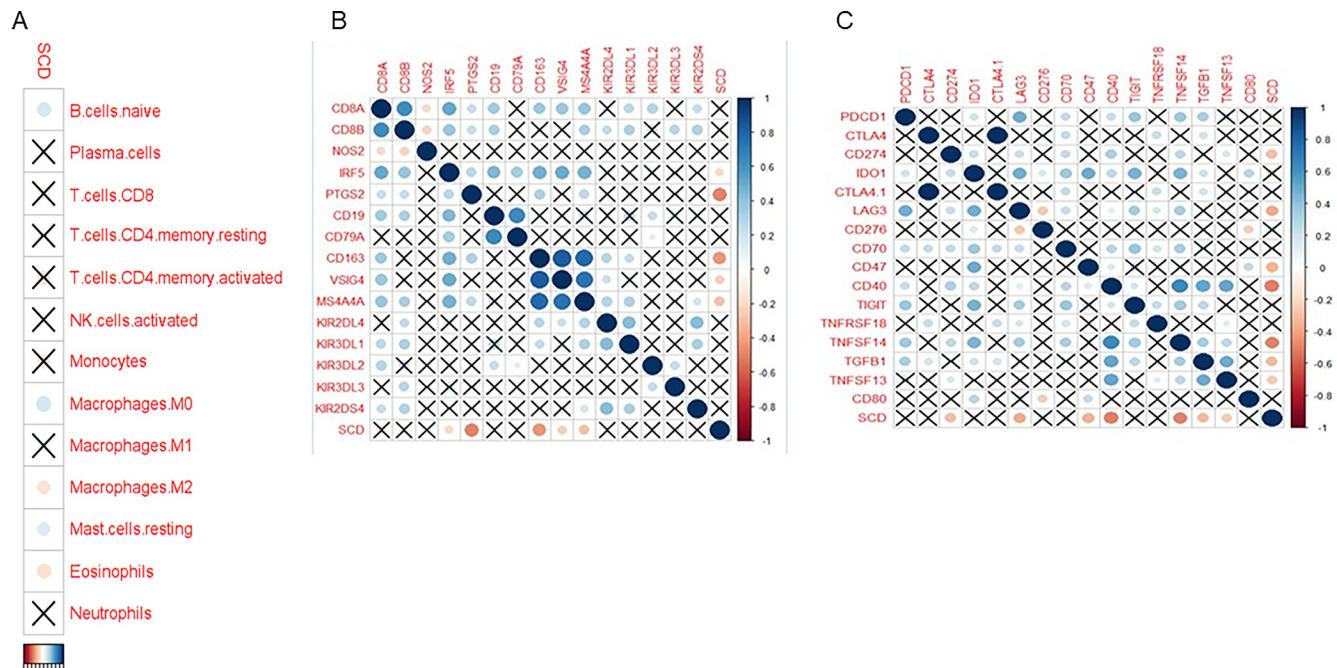 A
SCD
B.cells.naive
Plasma.cells
T.cells.CD8
T.cells.CD4.memory.resting
T.cells.CD4.memory.activated
NK.cells.activated
Monocytes
Macrophages.M0
Macrophages.M1
Macrophages.M2
Mast.cells.resting
Eosinophils
Neutrophils
B
CD8A CD8B NOS2 IRF5 PTGS2 CD19 CD79A CD163 VSIG4 MS4A4A KIR2DL4 KIR3DL1 KIR3DL2 KIR3DL3 KIR2DS4 SCD
CD8A
CD8B
NOS2
IRF5
PTGS2
CD19
CD79A
CD163
VSIG4
MS4A4A
KIR2DL4
KIR3DL1
KIR3DL2
KIR3DL3
KIR2DS4
SCD
1
0.8
0.6
0.4
0.2
0
-0.2
-0.4
-0.6
-0.8
-1
C
PDCD1 CTLA4 CD274 IDO1 CTLA4.1 LAG3 CD276 CD70 CD47 CD40 TIGIT TNFRSF18 TNFSF14 TGFB1 TNFSF13 CD80 SCD
PDCD1
CTLA4
CD274
IDO1
CTLA4.1
LAG3
CD276
CD70
CD47
CD40
TIGIT
TNFRSF18
TNFSF14
TGFB1
TNFSF13
CD80
SCD
1
0.8
0.6
0.4
0.2
0
-0.2
-0.4
-0.6
-0.8
-1